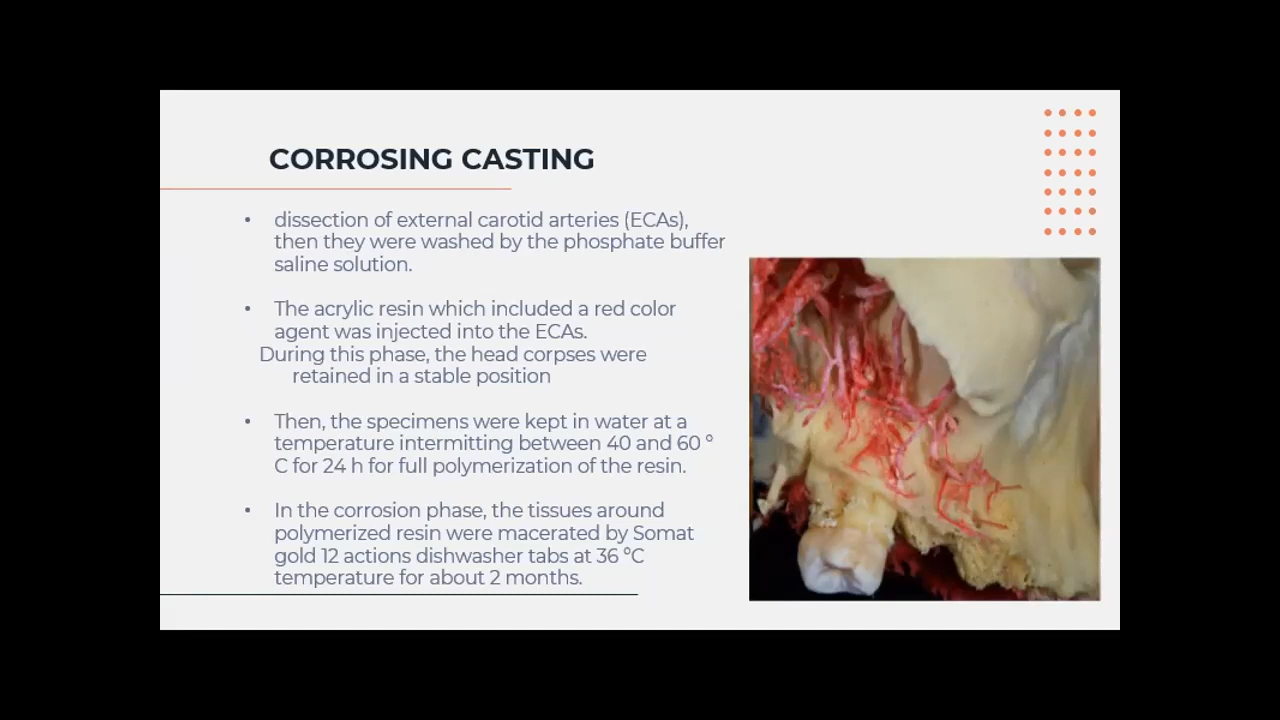 CORROSING CASTING
• dissection of external carotid arteries (ECAs),
then they were washed by the phosphate buffer
saline solution.
• The acrylic resin which included a red color
agent was injected into the ECAs.
During this phase, the head corpses were
retained in a stable position
• Then, the specimens were kept in water at a
temperature intermitting between 40 and 60 °
C for 24 h for full polymerization of the resin.
• In the corrosion phase, the tissues around
polymerized resin were macerated by Somat
gold 12 actions dishwasher tabs at 36 °C
temperature for about 2 months.